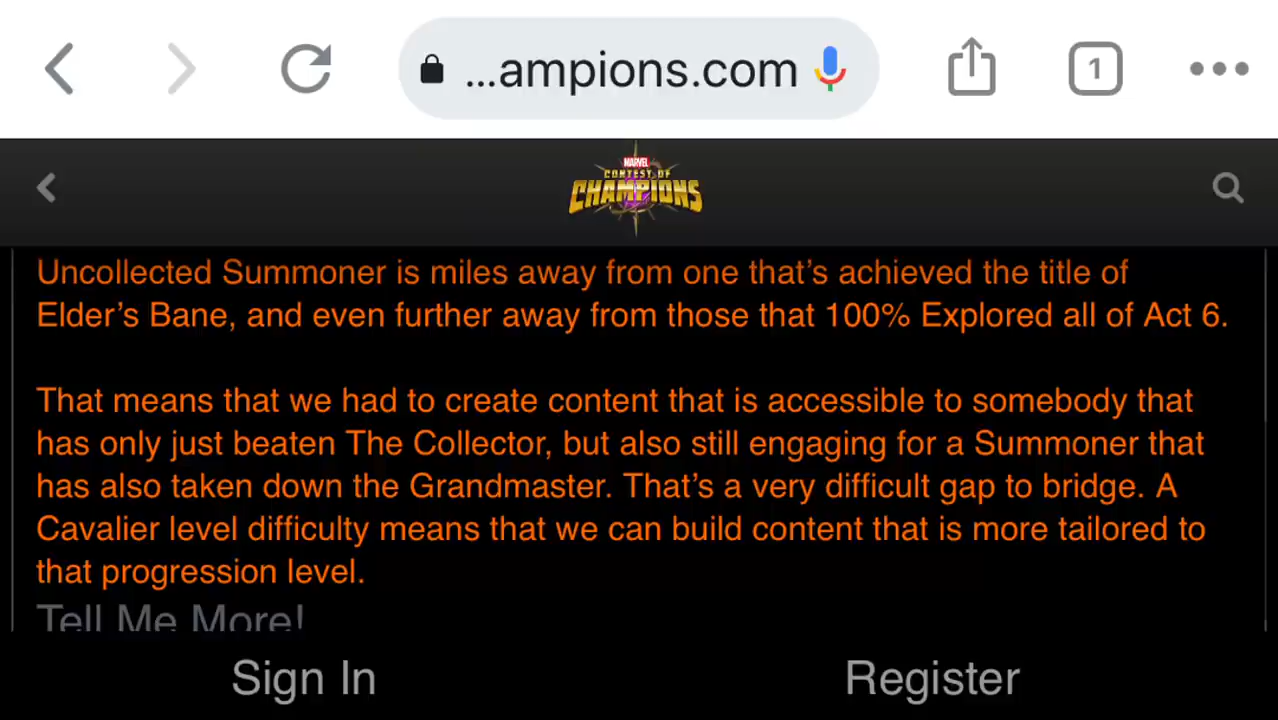 ...ampions.com
1
MARVEL
CONTEST OF
CHAMPIONS
Uncollected Summoner is miles away from one that's achieved the title of
Elder's Bane, and even further away from those that 100% Explored all of Act 6.
That means that we had to create content that is accessible to somebody that
has only just beaten The Collector, but also still engaging for a Summoner that
has also taken down the Grandmaster. That's a very difficult gap to bridge. A
Cavalier level difficulty means that we can build content that is more tailored to
that progression level.
Tell Me More!
Sign In
Register